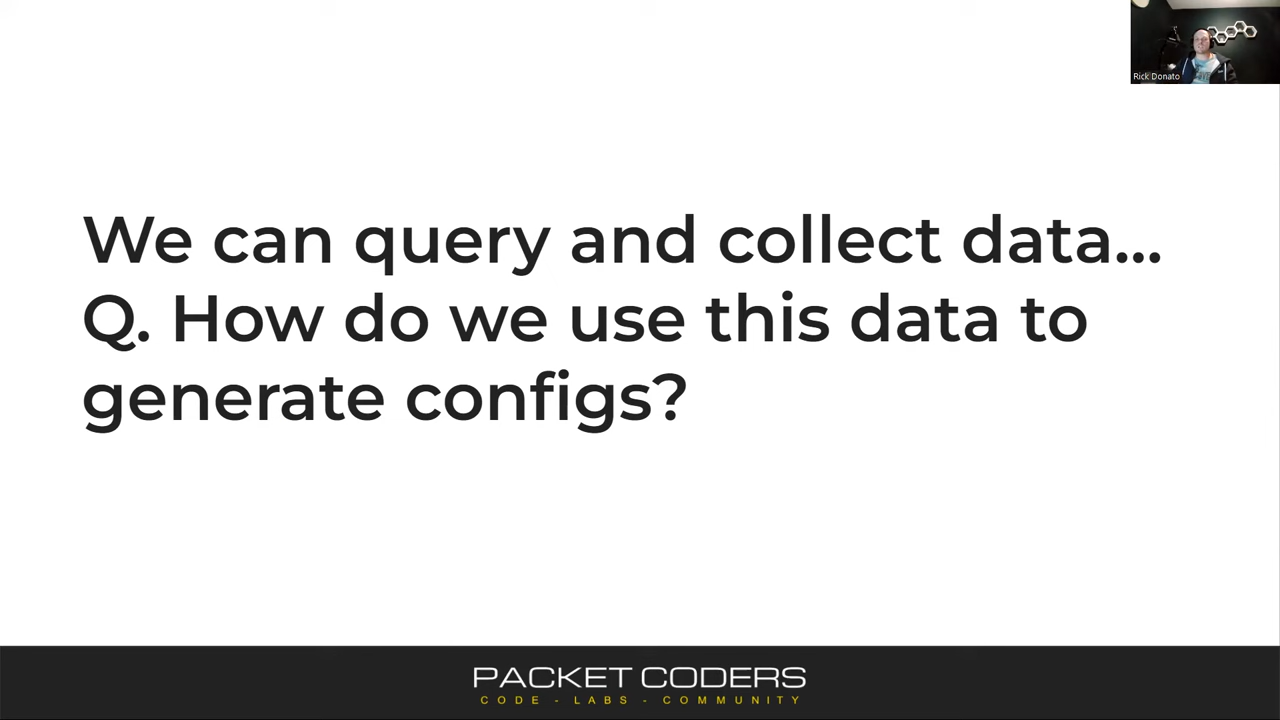 Rick Donato
We can query and collect data...
Q. How do we use this data to
generate configs?
PACKET CODERS
CODE - LABS - COMMUNITY